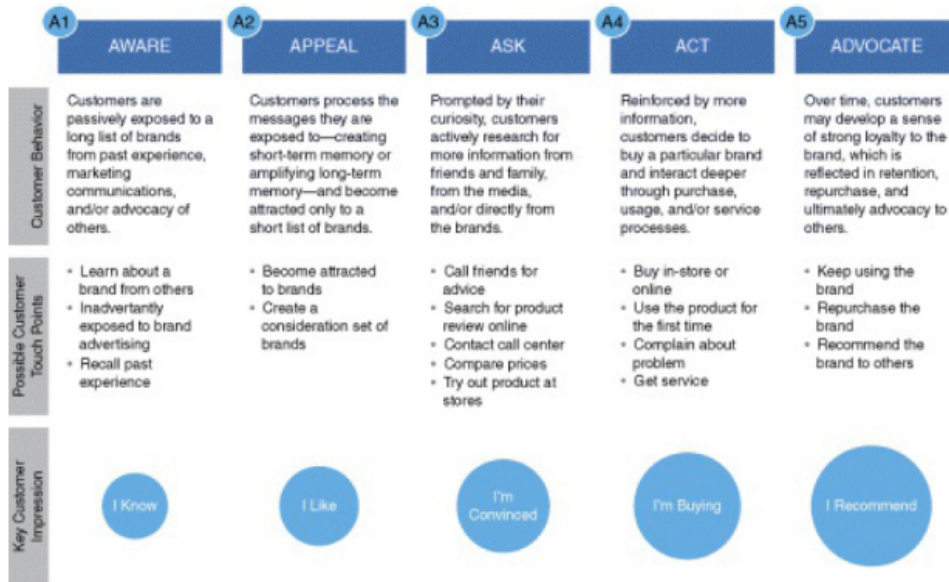 A1
AWARE
A2
APPEAL
A3
ASK
A4
ACT
A5
ADVOCATE
Customer Behavior
Customers are
passively exposed to a
long list of brands
from past experience,
marketing
communications,
and/or advocacy of
others.
Customers process the
messages they are
exposed to—creating
short-term memory or
amplifying long-term
memory—and become
attracted only to a
short list of brands.
Prompted by their
curiosity, customers
actively research for
more information from
friends and family,
from the media,
and/or directly from
the brands.
Reinforced by more
information,
customers decide to
buy a particular brand
and interact deeper
through purchase,
usage, and/or service
processes.
Over time, customers
may develop a sense
of strong loyalty to the
brand, which is
reflected in retention,
repurchase, and
ultimately advocacy to
others.
Possible Customer
Touch Points
• Learn about a
brand from others
• Inadvertently
exposed to brand
advertising
• Recall past
experience
• Become attracted
to brands
• Create a
consideration set of
brands
• Call friends for
advice
• Search for product
review online
• Contact call center
• Compare prices
• Try out product at
stores
• Buy in-store or
online
• Use the product for
the first time
• Complain about
problem
• Get service
• Keep using the
brand
• Repurchase the
brand
• Recommend the
brand to others
Key Customer
Impression
I Know
I Like
I'm
Convinced
I'm Buying
I Recommend